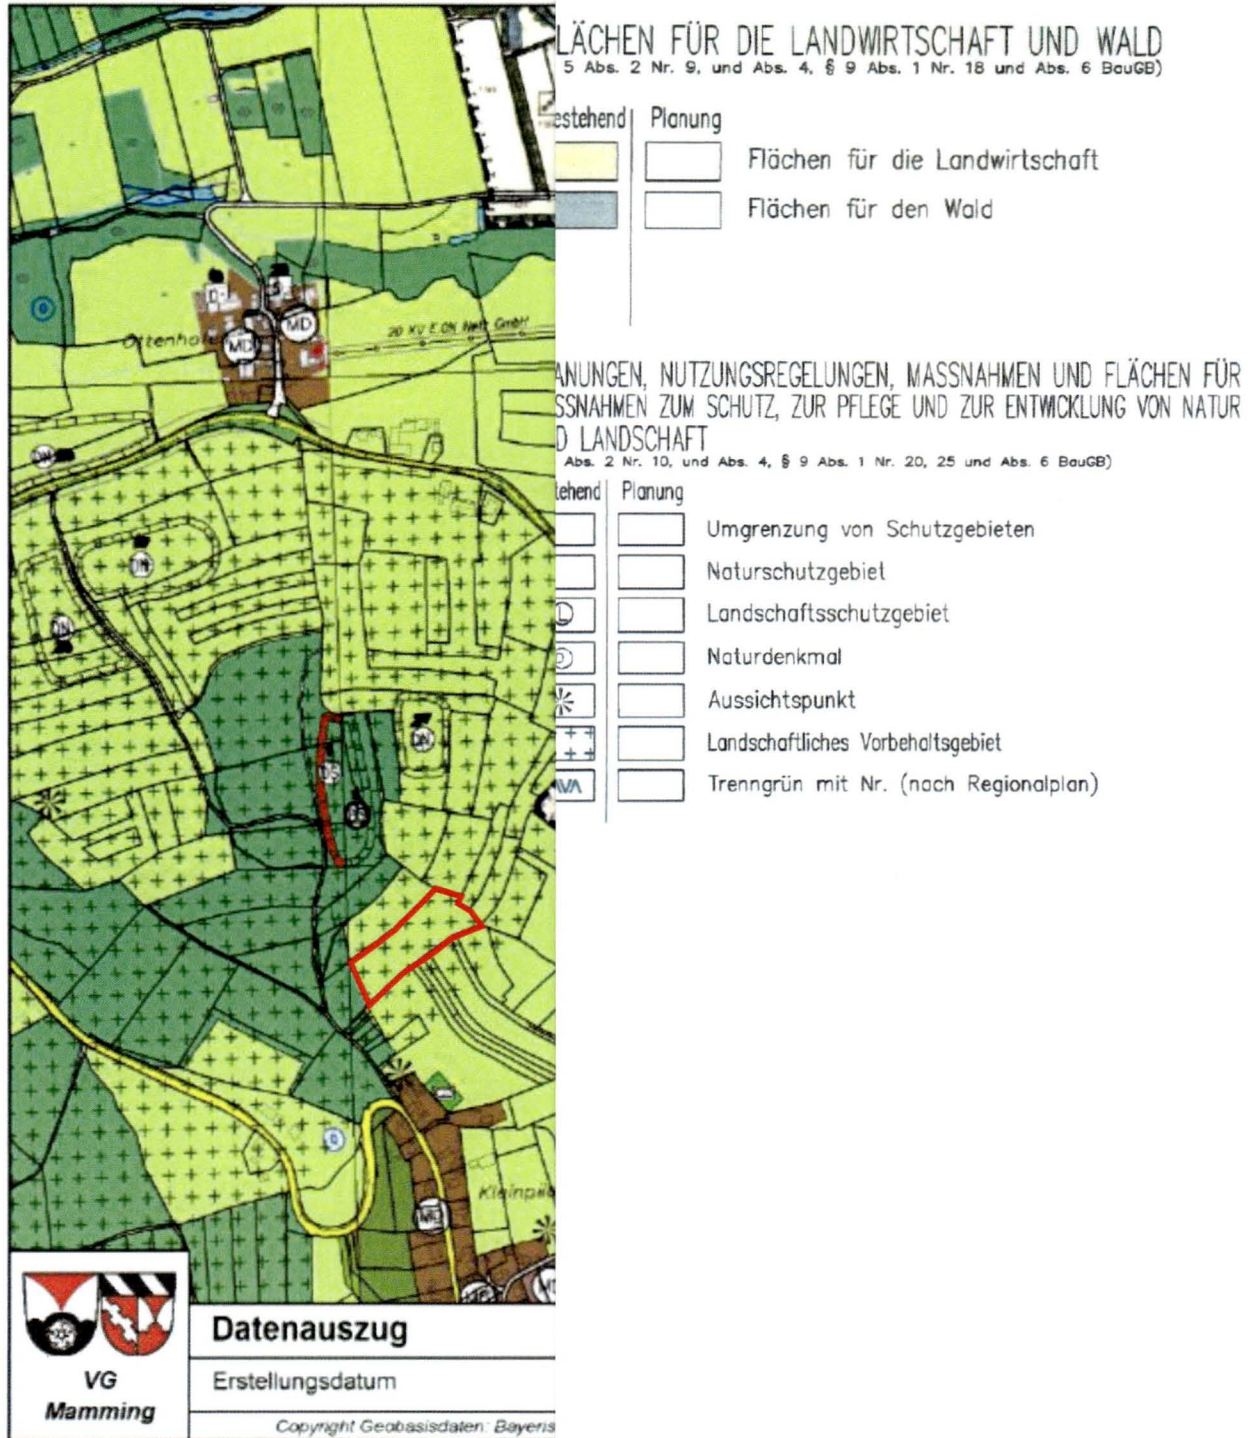 LÄCHEN FÜR DIE LANDWIRTSCHAFT UND WALD
5 Abs. 2 Nr. 9, und Abs. 4, § 9 Abs. 1 Nr. 18 und Abs. 6 BauGB)
estehend Planung
Flächen für die Landwirtschaft
Flächen für den Wald
ANUNGEN, NUTZUNGSREGELUNGEN, MASSNAHMEN UND FLÄCHEN FÜR
SSNAHMEN ZUM SCHUTZ, ZUR PFLEGE UND ZUR ENTWICKLUNG VON NATUR
D LANDSCHAFT
Abs. 2 Nr. 10, und Abs. 4, § 9 Abs. 1 Nr. 20, 25 und Abs. 6 BauGB)
tehend Planung
Umgrenzung von Schutzgebieten
Naturschutzgebiet
L Landschaftsschutzgebiet
Naturdenkmal
Aussichtspunkt
Landschaftliches Vorbehaltsgebiet
Trenngrün mit Nr. (nach Regionalplan)
MD
MD
20 KV E.ON Netz GmbH
MD
VG
Mamming
Datenauszug
Erstellungsdatum
Copyright Geobasisdaten: Bayeris